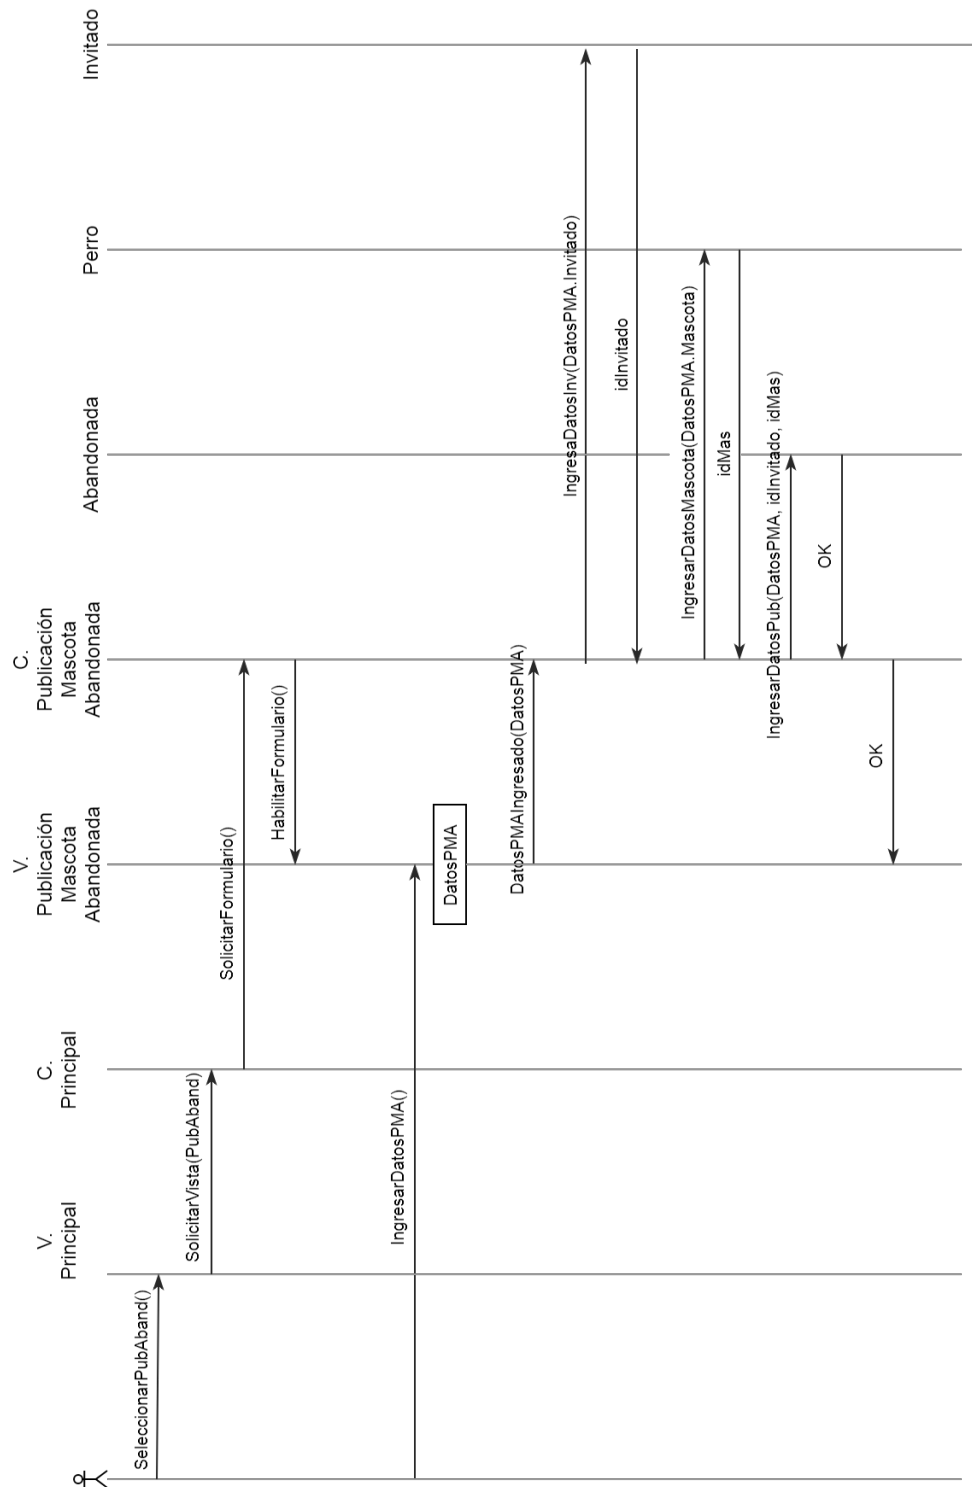 V.
Principal
C.
Principal
V.
Publicación
Mascota
Abandonada
C.
Publicación
Mascota
Abandonada
Abandonada
Perro
Invitado
SeleccionarPubAband()
SolicitarVista(PubAband)
SolicitarFormulario()
HabilitarFormulario()
IngresarDatosPMA()
DatosPMA
DatosPMAIngresado(DatosPMA)
IngresaDatosInv(DatosPMA.Invitado)
idInvitado
IngresarDatosMascota(DatosPMA.Mascota)
idMas
IngresarDatosPub(DatosPMA, idInvitado, idMas)
OK
OK